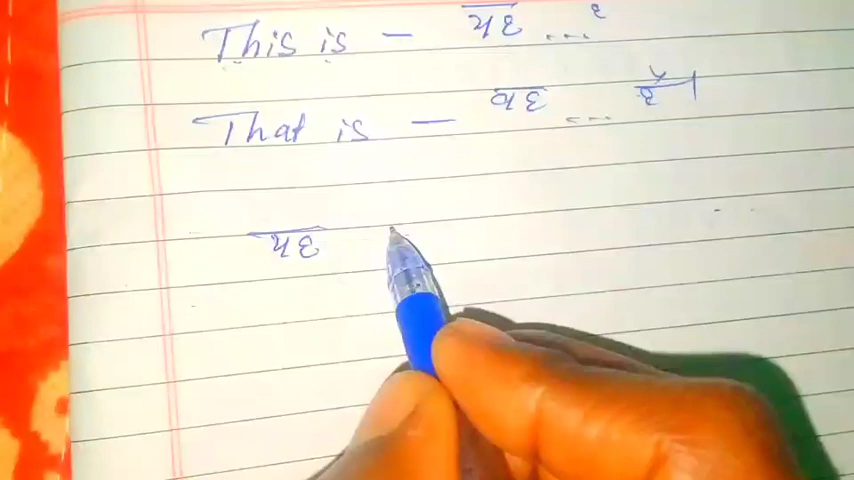 This is — यह ... है
That is — वह ... है।
यह